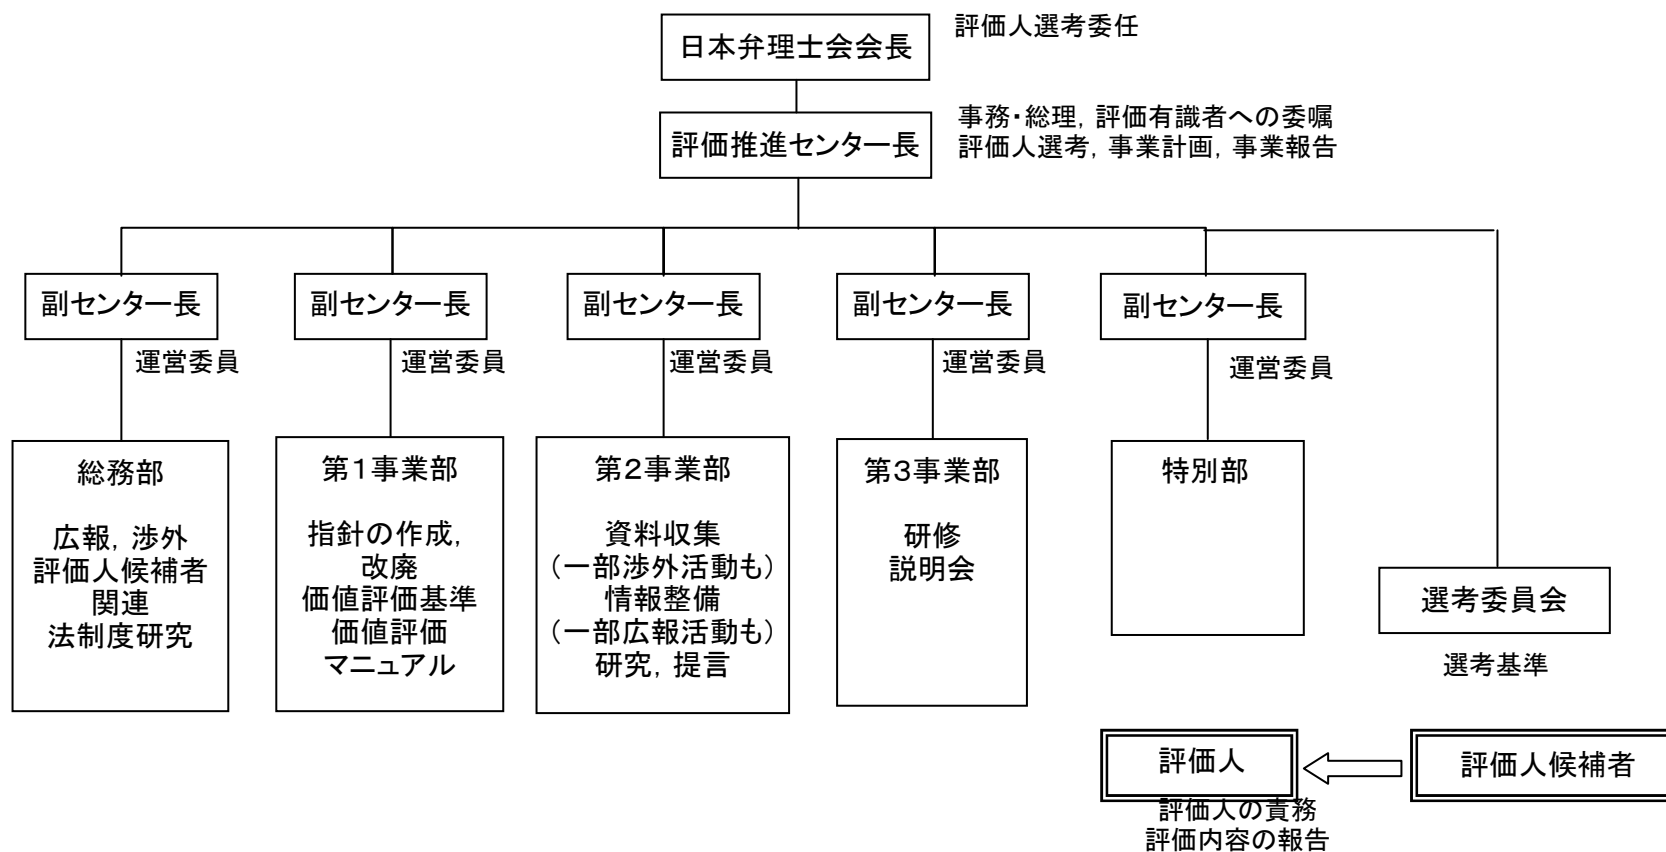 日本弁理士会会長
評価人選考委任
評価推進センター長
事務・総理, 評価有識者への委嘱
評価人選考, 事業計画, 事業報告
副センター長
副センター長
副センター長
副センター長
副センター長
運営委員
運営委員
運営委員
運営委員
運営委員
総務部
広報, 渉外
評価人候補者
関連
法制度研究
第1事業部
指針の作成,
改廃
価値評価基準
価値評価
マニュアル
第2事業部
資料収集
(一部渉外活動も)
情報整備
(一部広報活動も)
研究, 提言
第3事業部
研修
説明会
特別部
選考委員会
選考基準
評価人
評価人候補者
評価人の責務
評価内容の報告